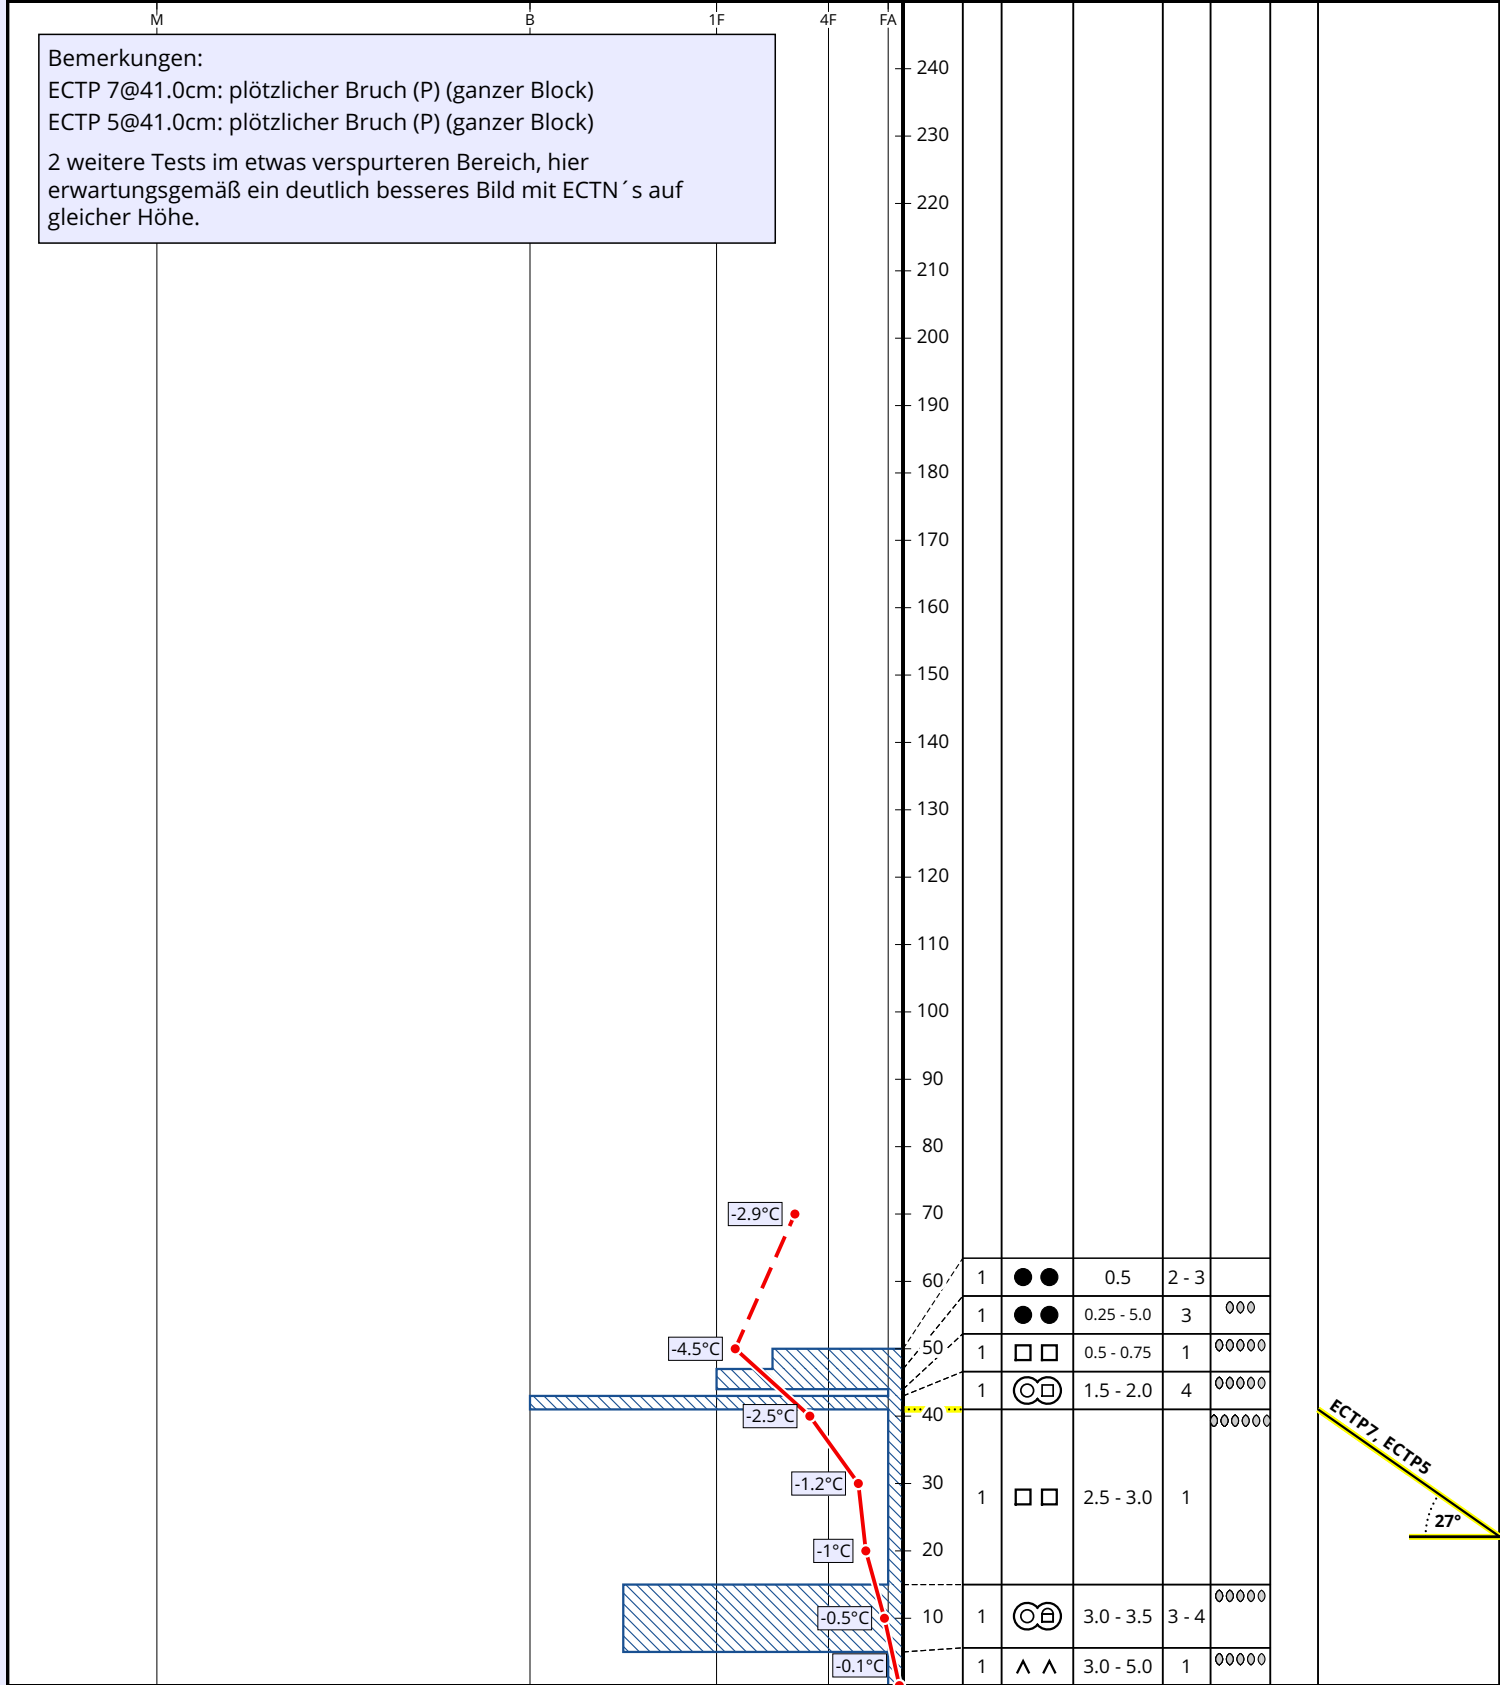 M B 1F 4F FA
Bemerkungen:
ECTP 7@41.0cm: plötzlicher Bruch (P) (ganzer Block)
ECTP 5@41.0cm: plötzlicher Bruch (P) (ganzer Block)
2 weitere Tests im etwas verspurteren Bereich, hier
erwartungsgemäß ein deutlich besseres Bild mit ECTN´s auf
gleicher Höhe.
240
230
220
210
200
190
180
170
160
150
140
130
120
110
100
90
80
70
60
50
40
30
20
10
-2.9°C
-4.5°C
-2.5°C
-1.2°C
-1°C
-0.5°C
-0.1°C
1 0.5 2 - 3
1 0.25 - 5.0 3
1 0.5 - 0.75 1
1 1.5 - 2.0 4
1 2.5 - 3.0 1
1 3.0 - 3.5 3 - 4
1 3.0 - 5.0 1
ECTP7, ECTP5
27°